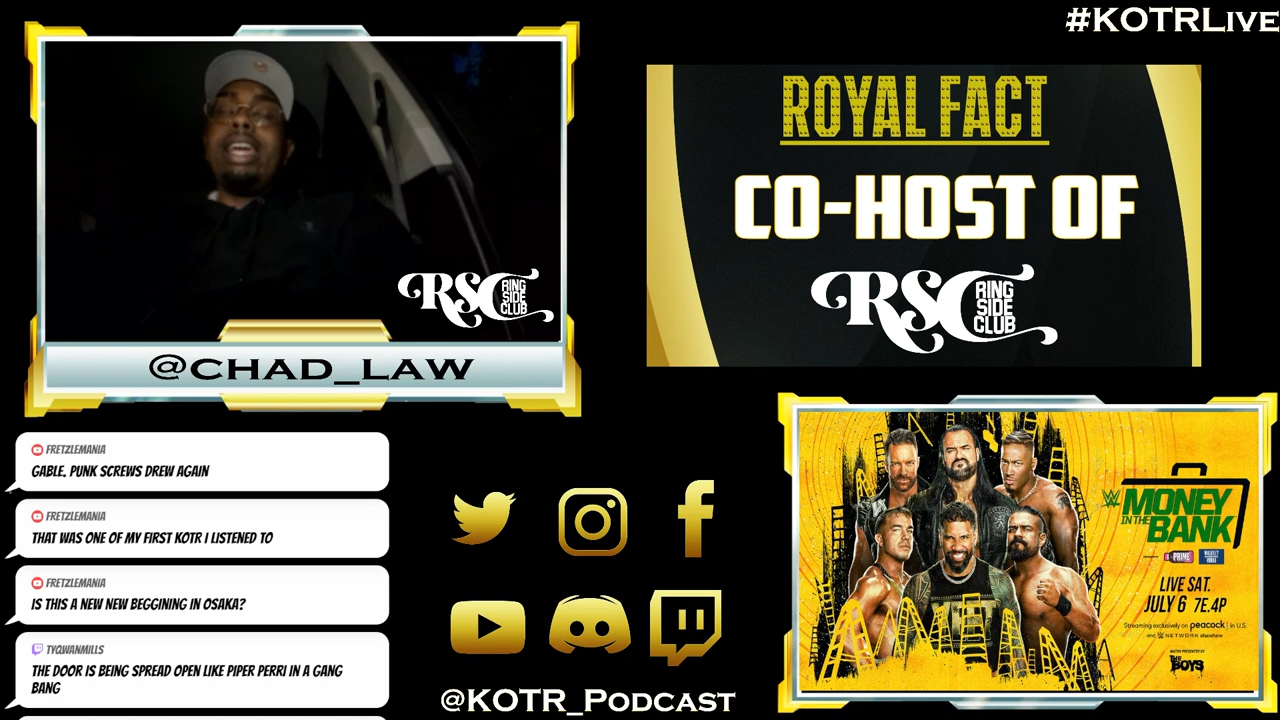 #KOTRLIVE
ROYAL FACT
CO-HOST OF
RSC RING
SIDE
CLUB
RSC RING
SIDE
CLUB
@CHAD_LAW
FRETZLEMANIA
GABLE. PUNK SCREWS DREW AGAIN
FRETZLEMANIA
THAT WAS ONE OF MY FIRST KOTR I LISTENED TO
FRETZLEMANIA
IS THIS A NEW NEW BEGGINING IN OSAKA?
TYQWANMILLS
THE DOOR IS BEING SPREAD OPEN LIKE PIPER PERRI IN A GANG
BANG
@KOTR_PODCAST
YEET
W MONEY
IN THE
BANK
PRIME
LIVE SAT.
JULY 6 7E.4P
Streaming exclusively on peacock in U.S.
and W NETWORK elsewhere
THE
BOYS